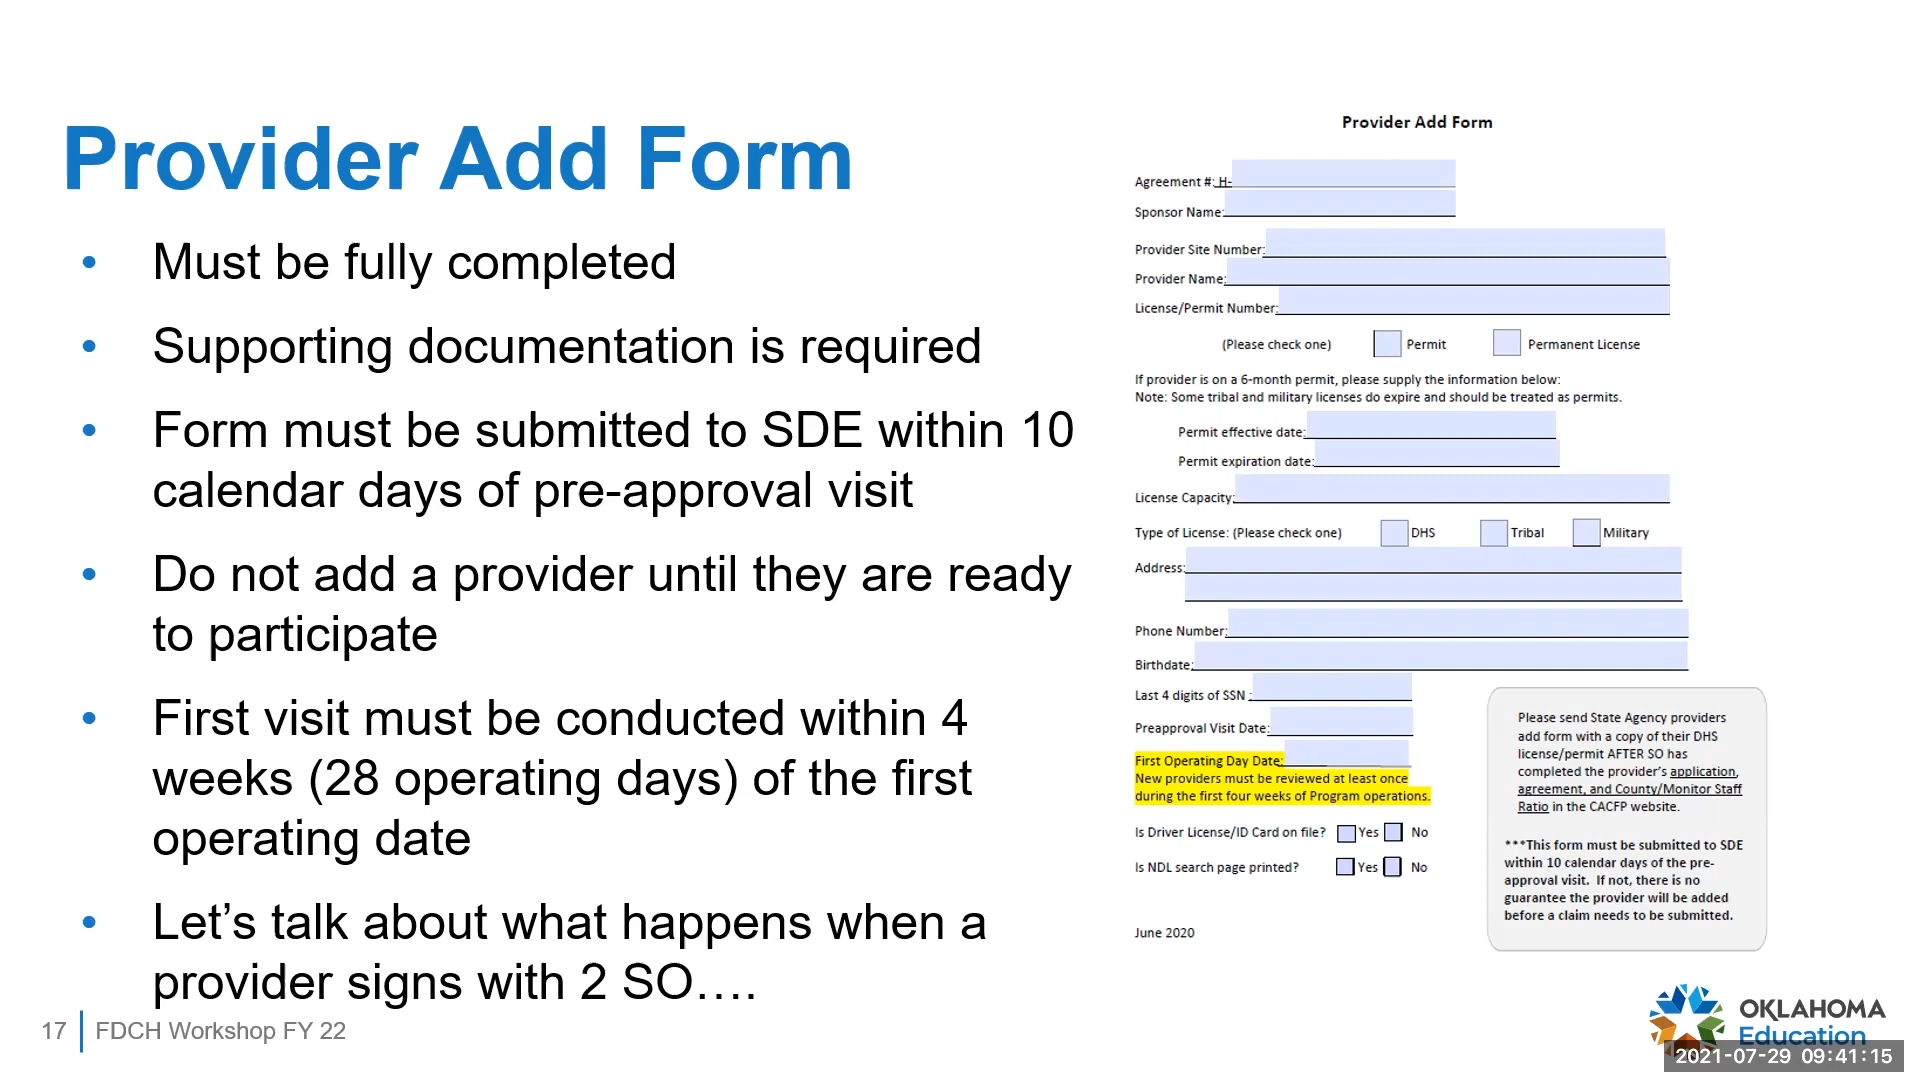 Provider Add Form
• Must be fully completed
• Supporting documentation is required
• Form must be submitted to SDE within 10
calendar days of pre-approval visit
• Do not add a provider until they are ready
to participate
• First visit must be conducted within 4
weeks (28 operating days) of the first
operating date
• Let’s talk about what happens when a
provider signs with 2 SO….
17
FDCH Workshop FY 22
Provider Add Form
Agreement #: H-
Sponsor Name:
Provider Site Number:
Provider Name:
License/Permit Number:
(Please check one) Permit Permanent License
If provider is on a 6-month permit, please supply the information below:
Note: Some tribal and military licenses do expire and should be treated as permits.
Permit effective date:
Permit expiration date:
License Capacity:
Type of License: (Please check one) DHS Tribal Military
Address:
Phone Number:
Birthdate:
Last 4 digits of SSN :
Preapproval Visit Date:
First Operating Day Date:
New providers must be reviewed at least once
during the first four weeks of Program operations.
Is Driver License/ID Card on file? Yes No
Is NDL search page printed? Yes No
June 2020
Please send State Agency providers
add form with a copy of their DHS
license/permit AFTER SO has
completed the provider’s application,
agreement, and County/Monitor Staff
Ratio in the CACFP website.
***This form must be submitted to SDE
within 10 calendar days of the pre-
approval visit. If not, there is no
guarantee the provider will be added
before a claim needs to be submitted.
OKLAHOMA
Education
2021-07-29 09:41:15